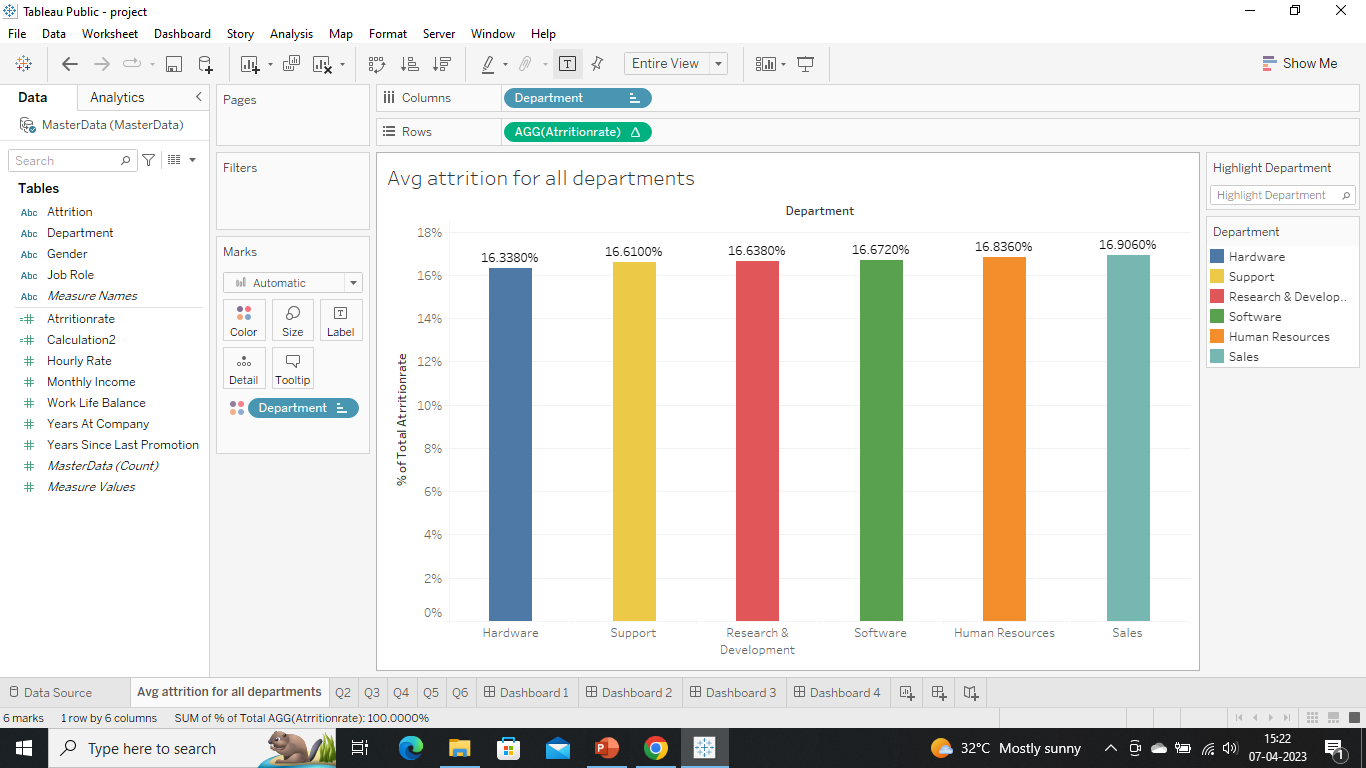 Tableau Public - project
File Data Worksheet Dashboard Story Analysis Map Format Server Window Help
Entire View
Show Me
Data Analytics
MasterData (MasterData)
Search
Tables
Abc Attrition
Abc Department
Abc Gender
Abc Job Role
Abc Measure Names
Atrritionrate
Calculation2
Hourly Rate
Monthly Income
Work Life Balance
Years At Company
Years Since Last Promotion
MasterData (Count)
Measure Values
Pages
Filters
Marks
Automatic
Color Size Label
Detail Tooltip
Department
Columns Department
Rows AGG(Atrritionrate)
Avg attrition for all departments
Department
% of Total Atrritionrate
18%
16%
14%
12%
10%
8%
6%
4%
2%
0%
16.3380% 16.6100% 16.6380% 16.6720% 16.8360% 16.9060%
Hardware Support Research & Development Software Human Resources Sales
Highlight Department
Highlight Department
Department
Hardware
Support
Research & Develop..
Software
Human Resources
Sales
Data Source Avg attrition for all departments Q2 Q3 Q4 Q5 Q6 Dashboard 1 Dashboard 2 Dashboard 3 Dashboard 4
6 marks 1 row by 6 columns SUM of % of Total AGG(Atrritionrate): 100.0000%
Type here to search
32°C Mostly sunny
15:22
07-04-2023
1